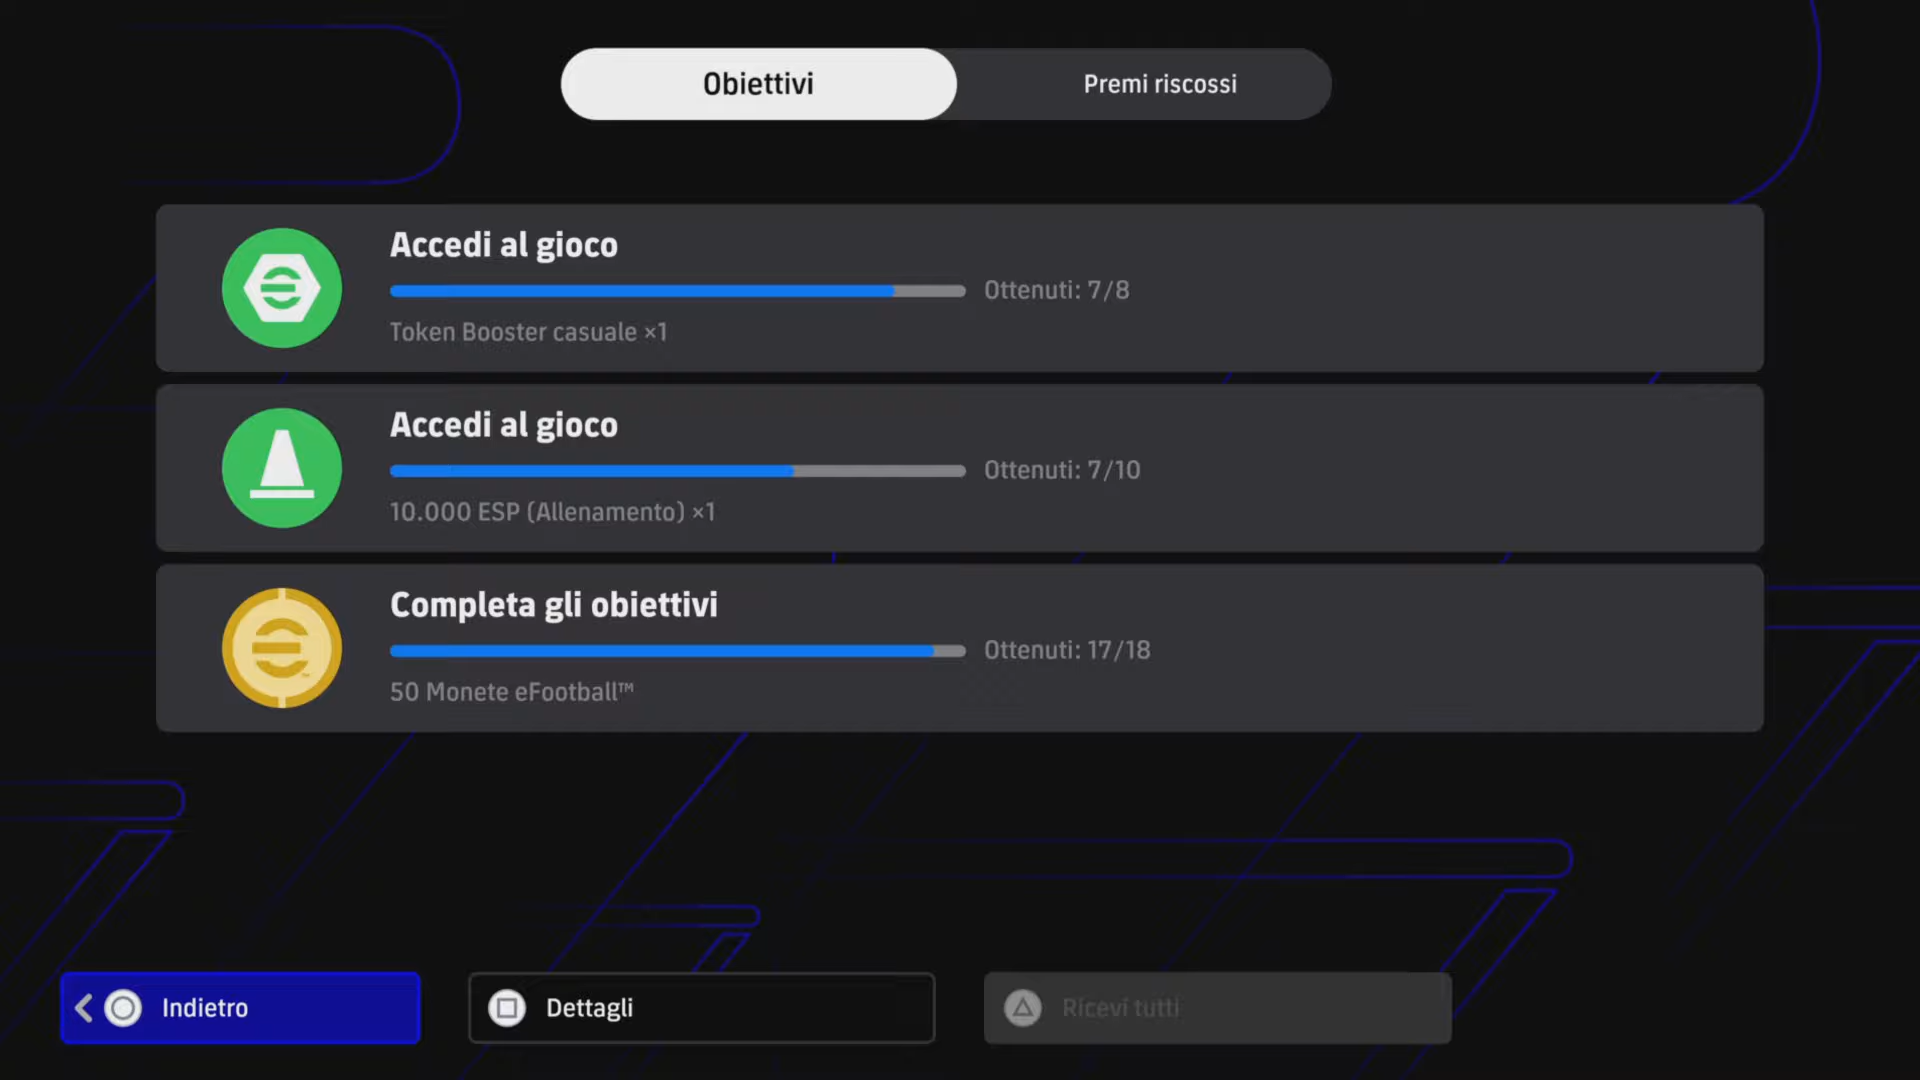 Obiettivi
Premi riscossi
Accedi al gioco
Ottenuti: 7/8
Token Booster casuale ×1
Accedi al gioco
Ottenuti: 7/10
10.000 ESP (Allenamento) ×1
Completa gli obiettivi
Ottenuti: 17/18
50 Monete eFootball™
Indietro
Dettagli
Ricevi tutti